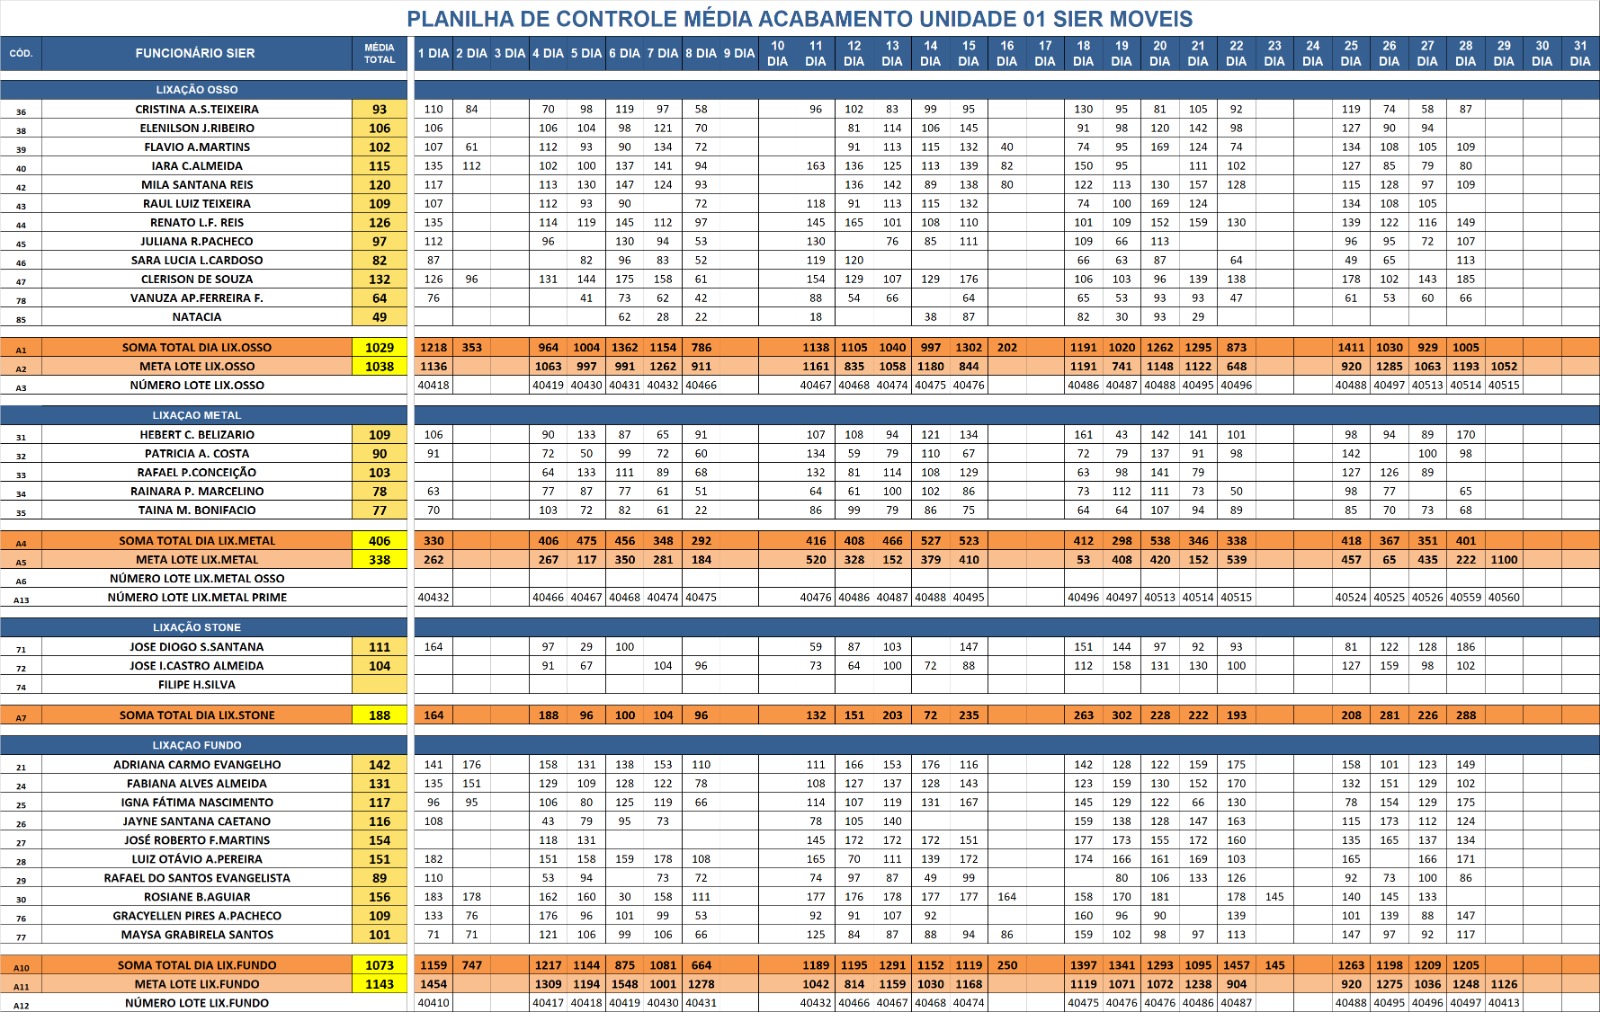 PLANILHA DE CONTROLE MÉDIA ACABAMENTO UNIDADE 01 SIER MOVEIS
CÓD. FUNCIONÁRIO SIER MÉDIA TOTAL 1 DIA 2 DIA 3 DIA 4 DIA 5 DIA 6 DIA 7 DIA 8 DIA 9 DIA 10 DIA 11 DIA 12 DIA 13 DIA 14 DIA 15 DIA 16 DIA 17 DIA 18 DIA 19 DIA 20 DIA 21 DIA 22 DIA 23 DIA 24 DIA 25 DIA 26 DIA 27 DIA 28 DIA 29 DIA 30 DIA 31 DIA
LIXAÇÃO OSSO
36 CRISTINA A.S.TEIXEIRA 93 110 84 70 98 119 97 58 96 102 83 99 95 130 95 81 105 92 119 74 58 87
38 ELENILSON J.RIBEIRO 106 106 106 104 98 121 70 81 114 106 145 91 98 120 142 98 127 90 94
39 FLAVIO A.MARTINS 102 107 61 112 93 90 134 72 91 113 115 132 40 74 95 169 124 74 134 108 105 109
40 IARA C.ALMEIDA 115 135 112 102 100 137 141 94 163 136 125 113 139 82 150 95 111 102 127 85 79 80
42 MILA SANTANA REIS 120 117 113 130 147 124 93 136 142 89 138 80 122 113 130 157 128 115 128 97 109
43 RAUL LUIZ TEIXEIRA 109 107 112 93 90 72 118 91 113 115 132 74 100 169 124 134 108 105
44 RENATO L.F. REIS 126 135 114 119 145 112 97 145 165 101 108 110 101 109 152 159 130 139 122 116 149
45 JULIANA R.PACHECO 97 112 96 130 94 53 130 76 85 111 109 66 113 96 95 72 107
46 SARA LUCIA L.CARDOSO 82 87 82 96 83 52 119 120 66 63 87 64 49 65 113
47 CLERISON DE SOUZA 132 126 96 131 144 175 158 61 154 129 107 129 176 106 103 96 139 138 178 102 143 185
78 VANUZA AP.FERREIRA F. 64 76 41 73 62 42 88 54 66 64 65 53 93 93 47 61 53 60 66
85 NATACIA 49 62 28 22 18 38 87 82 30 93 29
A1 SOMA TOTAL DIA LIX.OSSO 1029 1218 353 964 1004 1362 1154 786 1138 1105 1040 997 1302 202 1191 1020 1262 1295 873 1411 1030 929 1005
A2 META LOTE LIX.OSSO 1038 1136 1063 997 991 1262 911 1161 835 1058 1180 844 1191 741 1148 1122 648 920 1285 1063 1193 1052
A3 NÚMERO LOTE LIX.OSSO 40418 40419 40430 40431 40432 40466 40467 40468 40474 40475 40476 40486 40487 40488 40495 40496 40488 40497 40513 40514 40515
LIXAÇAO METAL
31 HEBERT C. BELIZARIO 109 106 90 133 87 65 91 107 108 94 121 134 161 43 142 141 101 98 94 89 170
32 PATRICIA A. COSTA 90 91 72 50 99 72 60 134 59 79 110 67 72 79 137 91 98 142 100 98
33 RAFAEL P.CONCEIÇÃO 103 64 133 111 89 68 132 81 114 108 129 63 98 141 79 127 126 89
34 RAINARA P. MARCELINO 78 63 77 87 77 61 51 64 61 100 102 86 73 112 111 73 50 98 77 65
35 TAINA M. BONIFACIO 77 70 103 72 82 61 22 86 99 79 86 75 64 64 107 94 89 85 70 73 68
A4 SOMA TOTAL DIA LIX.METAL 406 330 406 475 456 348 292 416 408 466 527 523 412 298 538 346 338 418 367 351 401
A5 META LOTE LIX.METAL 338 262 267 117 350 281 184 520 328 152 379 410 53 408 420 152 539 457 65 435 222 1100
A6 NÚMERO LOTE LIX.METAL OSSO
A13 NÚMERO LOTE LIX.METAL PRIME 40432 40466 40467 40468 40474 40475 40476 40486 40487 40488 40495 40496 40497 40513 40514 40515 40524 40525 40526 40559 40560
LIXAÇÃO STONE
71 JOSE DIOGO S.SANTANA 111 164 97 29 100 59 87 103 147 151 144 97 92 93 81 122 128 186
72 JOSE I.CASTRO ALMEIDA 104 91 67 104 96 73 64 100 72 88 112 158 131 130 100 127 159 98 102
74 FILIPE H.SILVA
A7 SOMA TOTAL DIA LIX.STONE 188 164 188 96 100 104 96 132 151 203 72 235 263 302 228 222 193 208 281 226 288
LIXAÇAO FUNDO
21 ADRIANA CARMO EVANGELHO 142 141 176 158 131 138 153 110 111 166 153 176 116 142 128 122 159 175 158 101 123 149
24 FABIANA ALVES ALMEIDA 131 135 151 129 109 128 122 78 108 127 137 128 143 123 159 130 152 170 132 151 129 102
25 IGNA FÁTIMA NASCIMENTO 117 96 95 106 80 125 119 66 114 107 119 131 167 145 129 122 66 130 78 154 129 175
26 JAYNE SANTANA CAETANO 116 108 43 79 95 73 78 105 140 159 138 128 147 163 115 173 112 124
27 JOSÉ ROBERTO F.MARTINS 154 118 131 145 172 172 172 151 177 173 155 172 160 135 165 137 134
28 LUIZ OTÁVIO A.PEREIRA 151 182 151 158 159 178 108 165 70 111 139 172 174 166 161 169 103 165 166 171
29 RAFAEL DO SANTOS EVANGELISTA 89 110 53 94 73 72 74 97 87 49 99 80 106 133 126 92 73 100 86
30 ROSIANE B.AGUIAR 156 183 178 162 160 30 158 111 177 176 178 177 177 164 158 170 181 178 145 140 145 133
76 GRACYELLEN PIRES A.PACHECO 109 133 76 176 96 101 99 53 92 91 107 92 160 96 90 139 101 139 88 147
77 MAYSA GRABIRELA SANTOS 101 71 71 121 106 99 106 66 125 84 87 88 94 86 159 102 98 97 113 147 97 92 117
A10 SOMA TOTAL DIA LIX.FUNDO 1073 1159 747 1217 1144 875 1081 664 1189 1195 1291 1152 1119 250 1397 1341 1293 1095 1457 145 1263 1198 1209 1205
A11 META LOTE LIX.FUNDO 1143 1454 1309 1194 1548 1001 1278 1042 814 1159 1030 1168 1119 1071 1072 1238 904 920 1275 1036 1248 1126
A12 NÚMERO LOTE LIX.FUNDO 40410 40417 40418 40419 40430 40431 40432 40466 40467 40468 40474 40475 40476 40476 40486 40487 40488 40495 40496 40497 40413